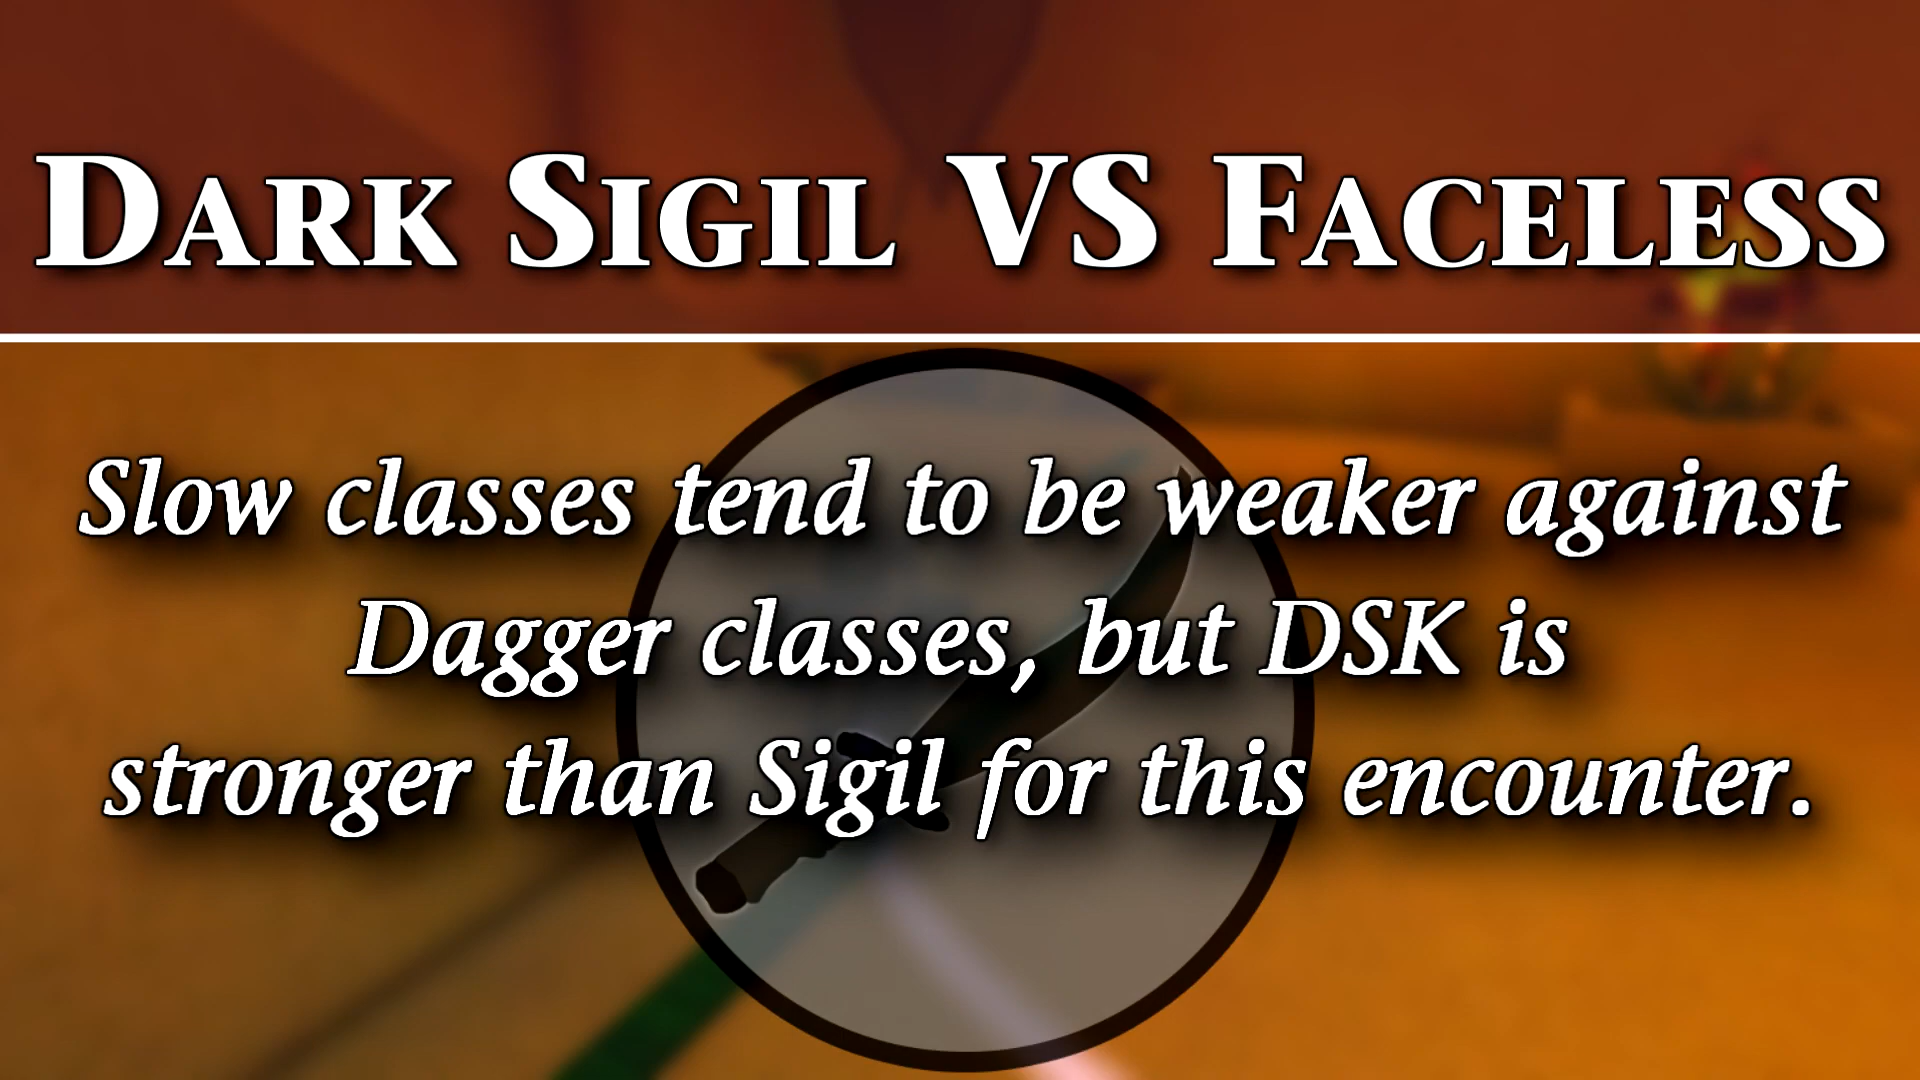 Dark Sigil VS Faceless
Slow classes tend to be weaker against
Dagger classes, but DSK is
stronger than Sigil for this encounter.